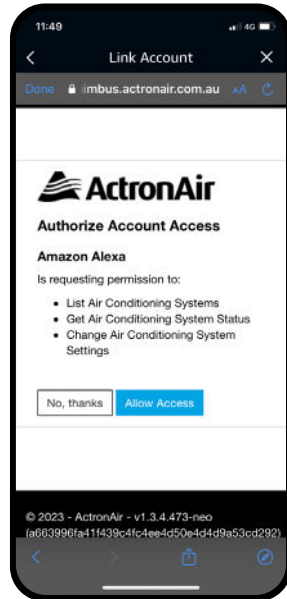 11:49
4G
Link Account
Done
imbus.actronair.com.au
AA
ActronAir
Authorize Account Access
Amazon Alexa
Is requesting permission to:
• List Air Conditioning Systems
• Get Air Conditioning System Status
• Change Air Conditioning System
Settings
No, thanks
Allow Access
© 2023 - ActronAir - v1.3.4.473-neo
(a663996fa41f439c4fc4ee4d50e4d4d9a53cd292)